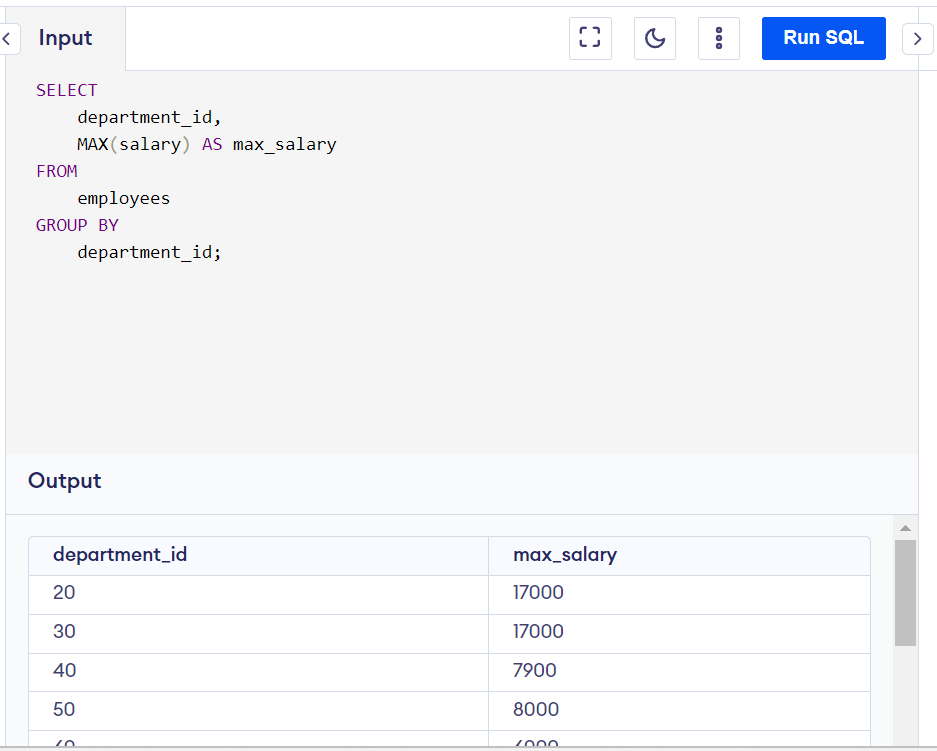 Input
Run SQL
SELECT
department_id,
MAX(salary) AS max_salary
FROM
employees
GROUP BY
department_id;
Output
department_id max_salary
20 17000
30 17000
40 7900
50 8000